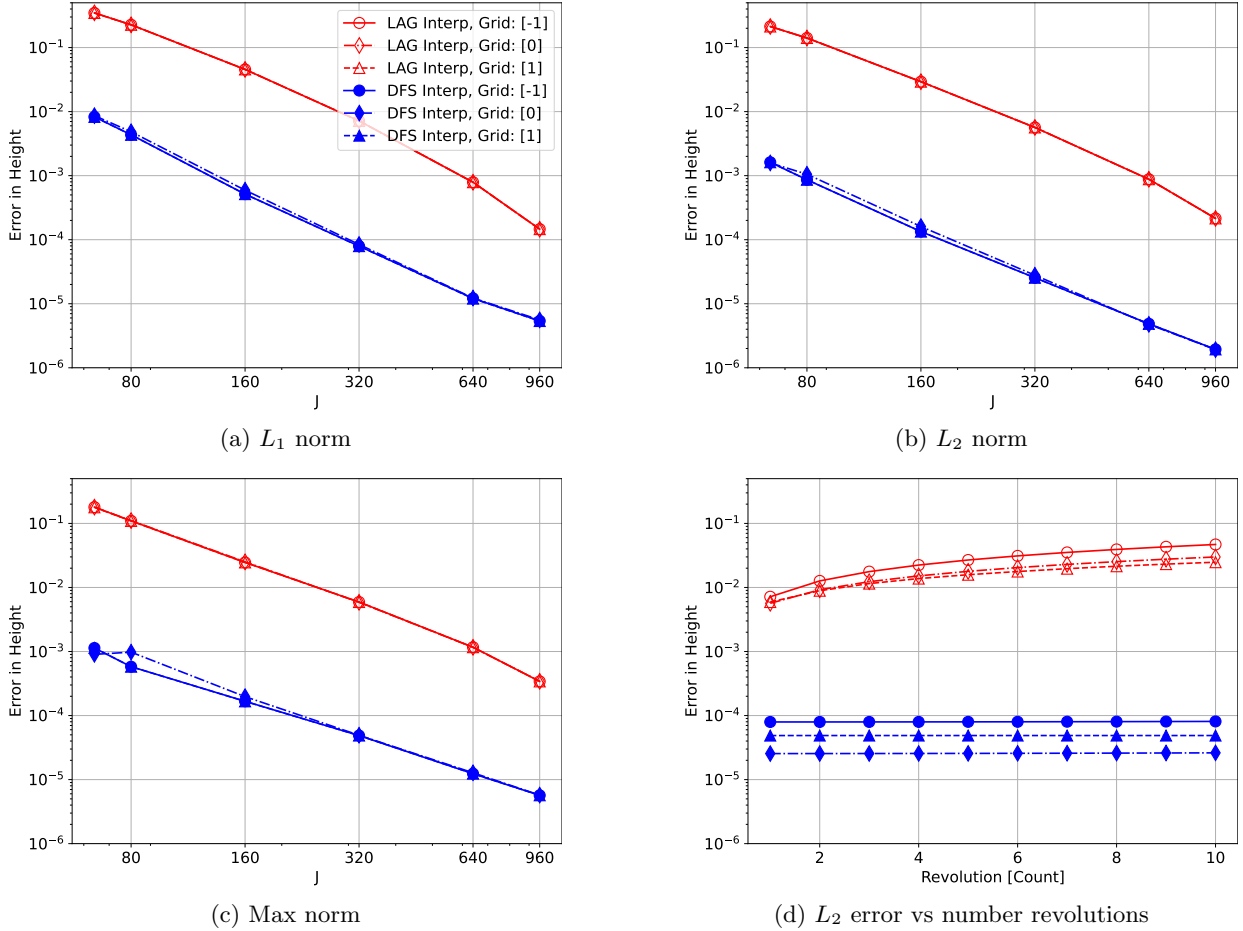 Error in Height
10⁻¹
10⁻²
10⁻³
10⁻⁴
10⁻⁵
10⁻⁶
LAG Interp, Grid: [-1]
LAG Interp, Grid: [0]
LAG Interp, Grid: [1]
DFS Interp, Grid: [-1]
DFS Interp, Grid: [0]
DFS Interp, Grid: [1]
80 160 320 640 960
J
(a) L₁ norm
Error in Height
10⁻¹
10⁻²
10⁻³
10⁻⁴
10⁻⁵
10⁻⁶
80 160 320 640 960
J
(b) L₂ norm
Error in Height
10⁻¹
10⁻²
10⁻³
10⁻⁴
10⁻⁵
10⁻⁶
80 160 320 640 960
J
(c) Max norm
Error in Height
10⁻¹
10⁻²
10⁻³
10⁻⁴
10⁻⁵
10⁻⁶
2 4 6 8 10
Revolution [Count]
(d) L₂ error vs number revolutions